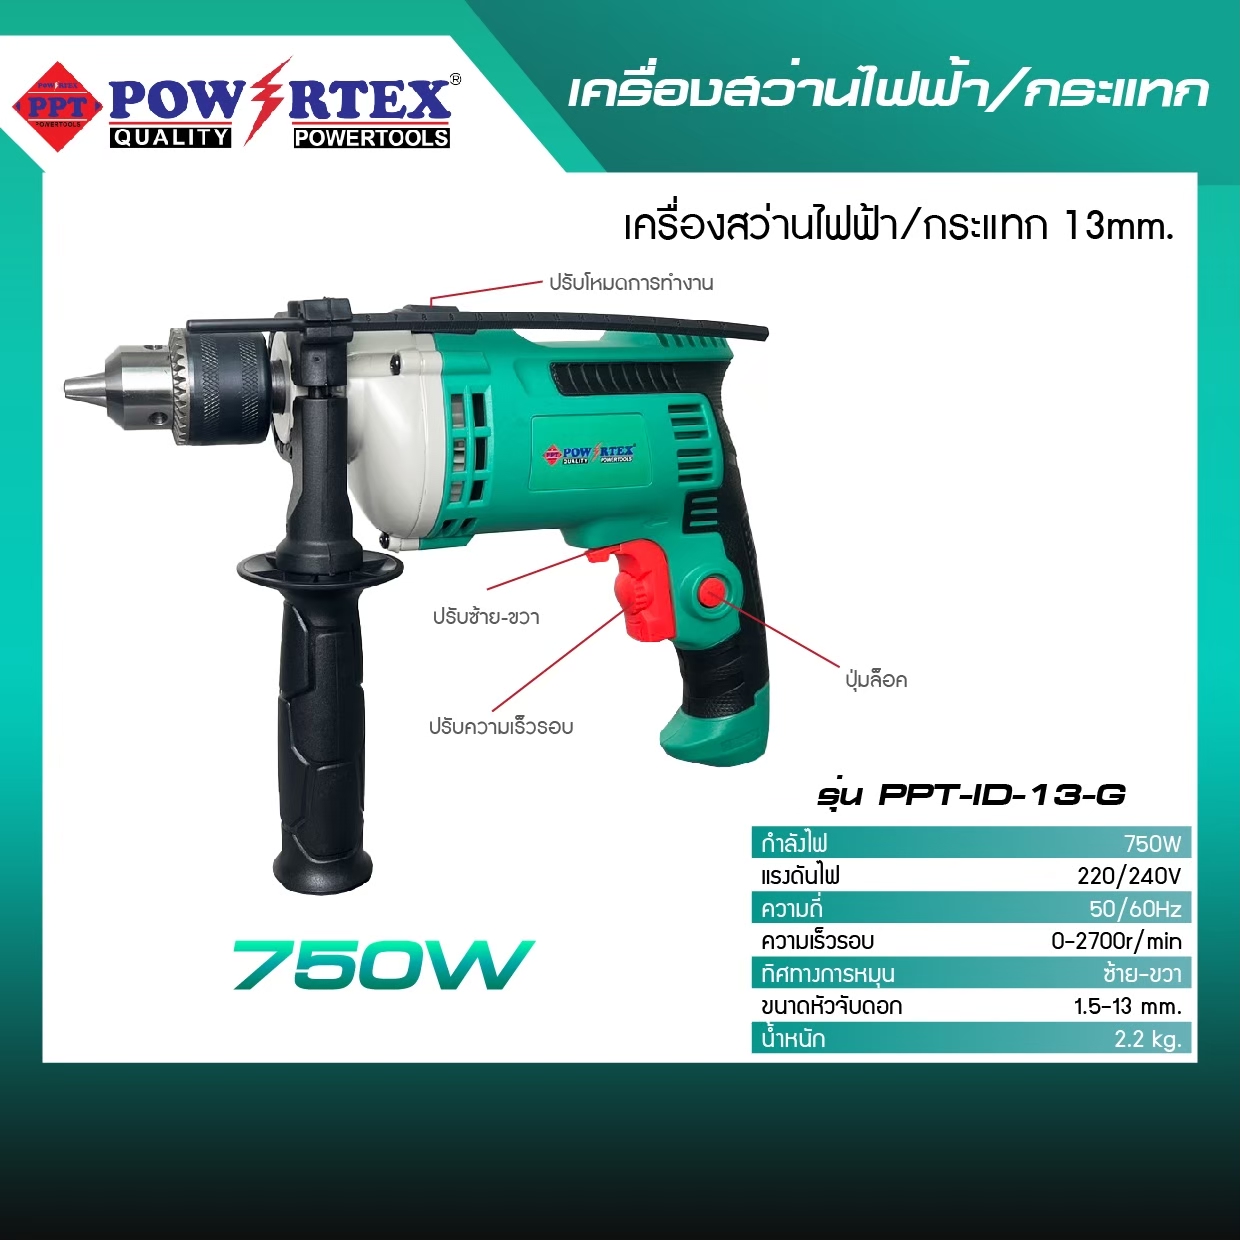 POWERTEX
PPT
POWERTOOLS
POWERTEX®
QUALITY POWERTOOLS
เครื่องสว่านไฟฟ้า/กระแทก
เครื่องสว่านไฟฟ้า/กระแทก 13mm.
ปรับโหมดการทำงาน
PPT POWERTEX
QUALITY POWERTOOLS
ปรับซ้าย-ขวา
ปุ่มล็อค
ปรับความเร็วรอบ
รุ่น PPT-ID-13-G
กำลังไฟ 750W
แรงดันไฟ 220/240V
ความถี่ 50/60Hz
ความเร็วรอบ 0-2700r/min
ทิศทางการหมุน ซ้าย-ขวา
ขนาดหัวจับดอก 1.5-13 mm.
น้ำหนัก 2.2 kg.
750W